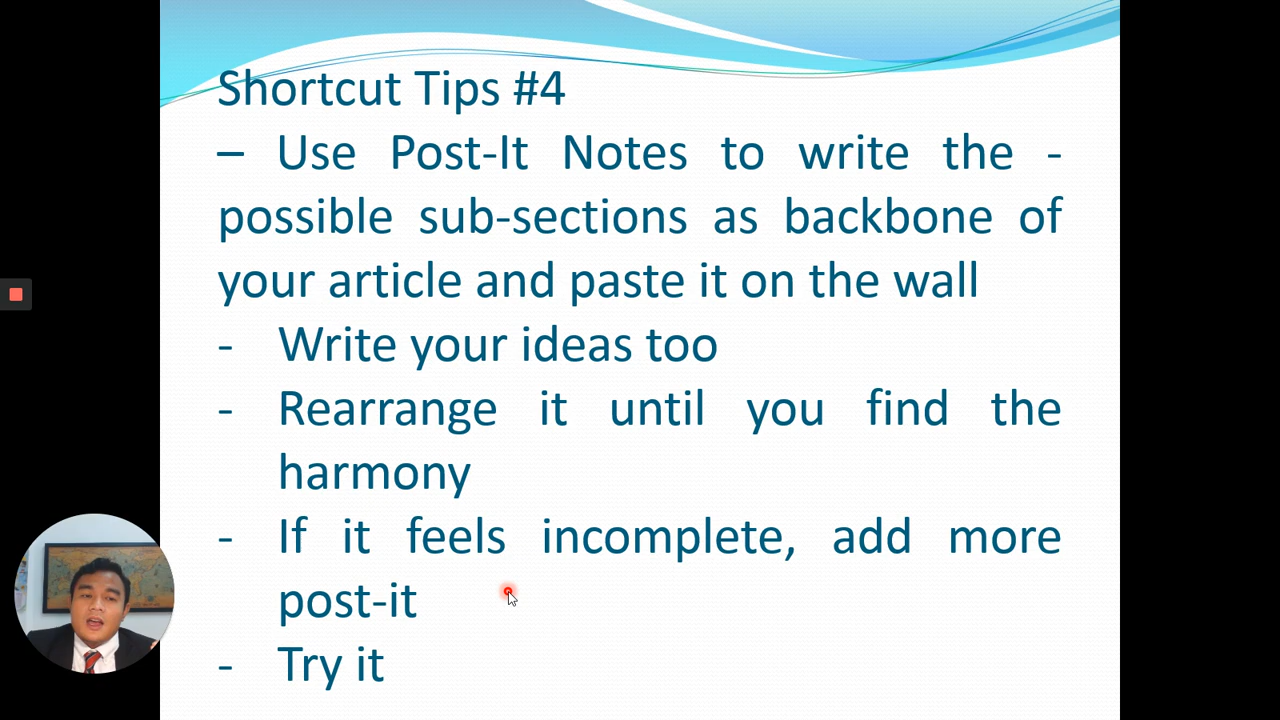 Shortcut Tips #4
– Use Post-It Notes to write the -
possible sub-sections as backbone of
your article and paste it on the wall
- Write your ideas too
- Rearrange it until you find the
harmony
- If it feels incomplete, add more
post-it
- Try it